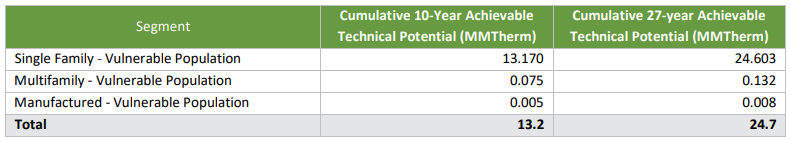 Segment
Cumulative 10-Year Achievable
Technical Potential (MMTherm)
Cumulative 27-year Achievable
Technical Potential (MMTherm)
Single Family - Vulnerable Population 13.170 24.603
Multifamily - Vulnerable Population 0.075 0.132
Manufactured - Vulnerable Population 0.005 0.008
Total 13.2 24.7